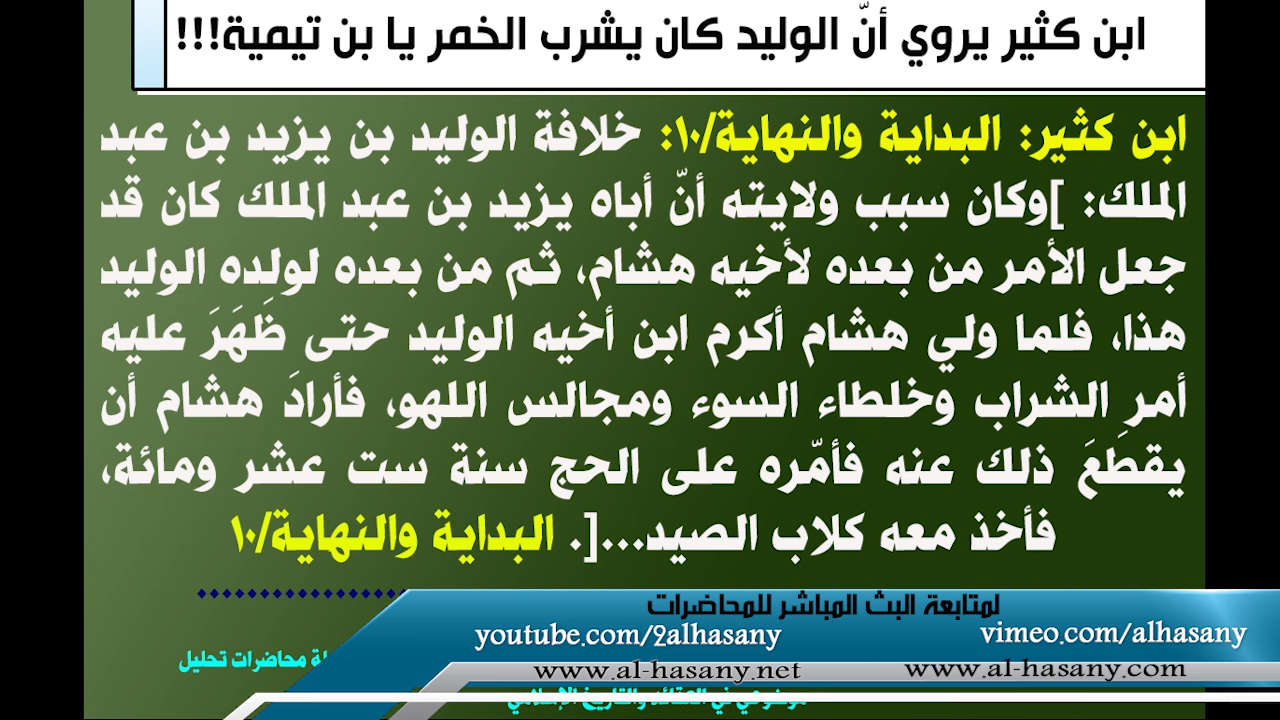 ابن كثير يروي أنّ الوليد كان يشرب الخمر يا بن تيمية!!!
ابن كثير: البداية والنهاية/١٠: خلافة الوليد بن يزيد بن عبد
الملك: ]وكان سبب ولايته أنّ أباه يزيد بن عبد الملك كان قد
جعل الأمر من بعده لأخيه هشام، ثم من بعده لولده الوليد
هذا، فلما ولي هشام أكرم ابن أخيه الوليد حتى ظَهَرَ عليه
أمرِ الشراب وخلطاء السوء ومجالس اللهو، فأرادَ هشام أن
يقطَعَ ذلك عنه فأمّره على الحج سنة ست عشر ومائة،
فأخذ معه كلاب الصيد...[. البداية والنهاية/١٠
لمتابعة البث المباشر للمحاضرات
youtube.com/2alhasany
vimeo.com/alhasany
محاضرات تحليل
www.al-hasany.net
www.al-hasany.com
في العقائد والتاريخ الإسلامي